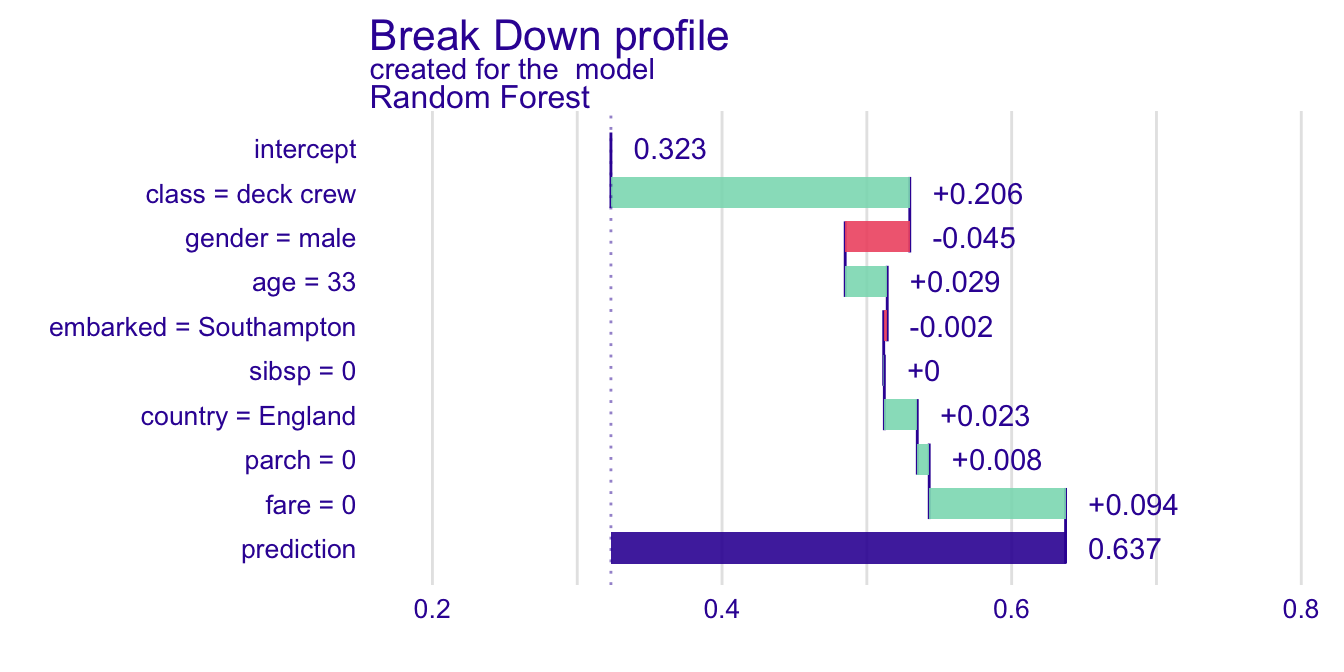 Break Down profile
created for the  model
Random Forest
intercept 0.323
class = deck crew +0.206
gender = male -0.045
age = 33 +0.029
embarked = Southampton -0.002
sibsp = 0 +0
country = England +0.023
parch = 0 +0.008
fare = 0 +0.094
prediction 0.637
0.2 0.4 0.6 0.8